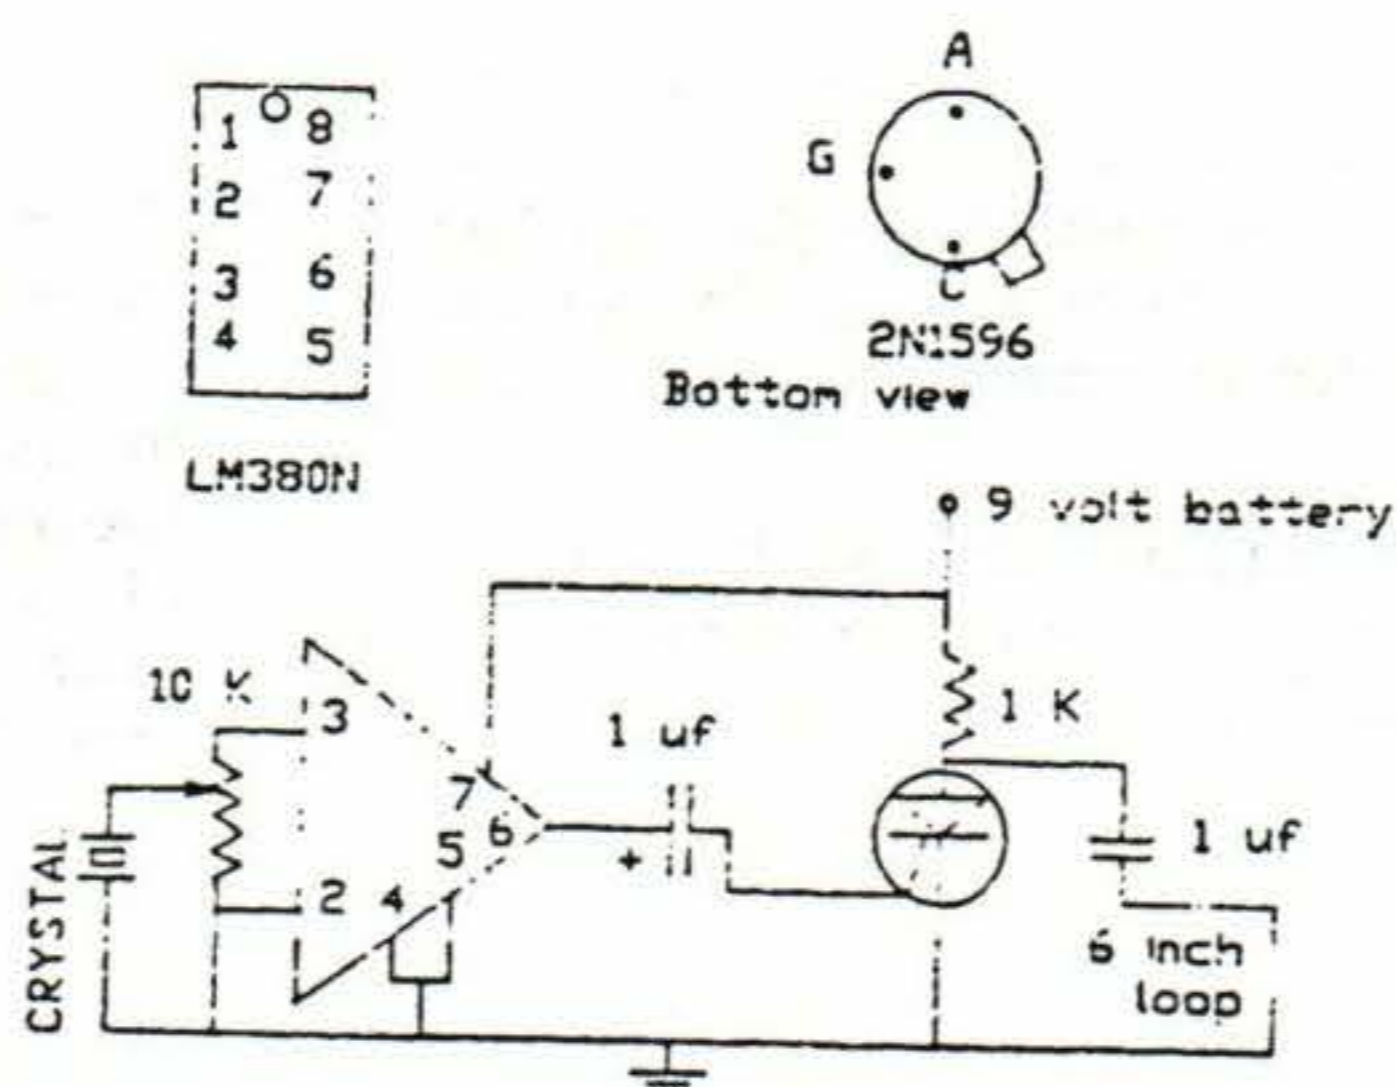 A
1 8
G
2 7
3 6
4 5
C
2N1596
Bottom view
LM380N
9 volt battery
10 K
3
1 uf
1 K
7
6
5
1 uf
CRYSTAL
2
4
6 inch
loop
+